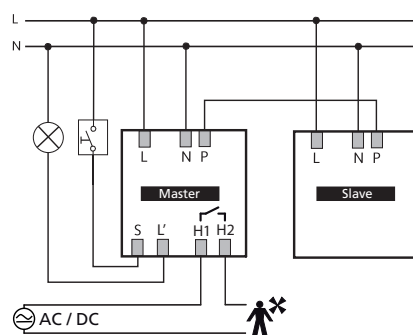 L
N
L N P
L N P
Master
Slave
S L' H1 H2
AC / DC